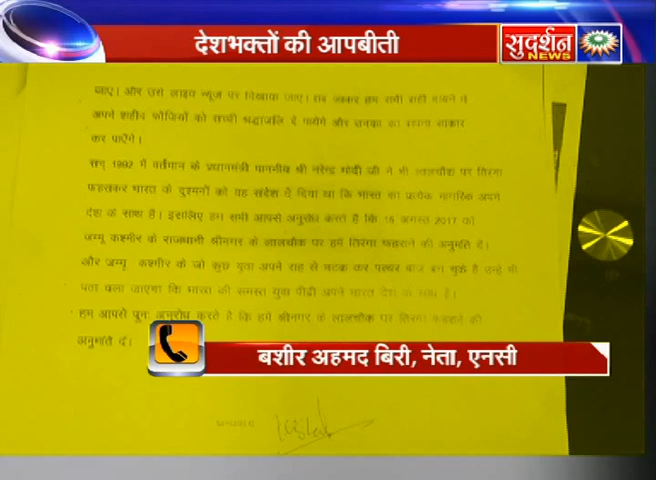 देशभक्तों की आपबीती
सुदर्शन
NEWS
जाए। और उसे लाइव न्यूज पर दिखाया जाए। तब जाकर हम सभी सही मायने में
अपने शहीद फौजियों को सच्ची श्रद्धांजलि दे पायेंगे और उनका का सपना साकार
कर पाऐंगे।
सन् 1992 में वर्तमान के प्रधानमंत्री माननीय श्री नरेन्द्र मोदी जी ने भी लालचौक पर तिरंगा
फहराकर भारत के दुश्मनों को यह संदेश दे दिया था कि भारत का प्रत्येक नागरिक अपने
देश के साथ है। इसलिए हम सभी आपसे अनुरोध करते है कि 15 अगस्त 2017 को
जम्मू कश्मीर के राजधानी श्रीनगर के लालचौक पर हमें तिरंगा फहराने की अनुमति दें।
और जम्मू कश्मीर के जो कुछ युवा अपने राह से भटक कर पत्थर बाज बन चुके है उन्हे भी
पता चला जाएगा कि भारत की समस्त युवा पीढ़ी अपने भारत देश के साथ है।
हम आपसे पुनः अनुरोध करते है कि हमें श्रीनगर के लालचौक पर तिरंगा फहराने की
अनुमति दें।
बशीर अहमद बिरी, नेता, एनसी